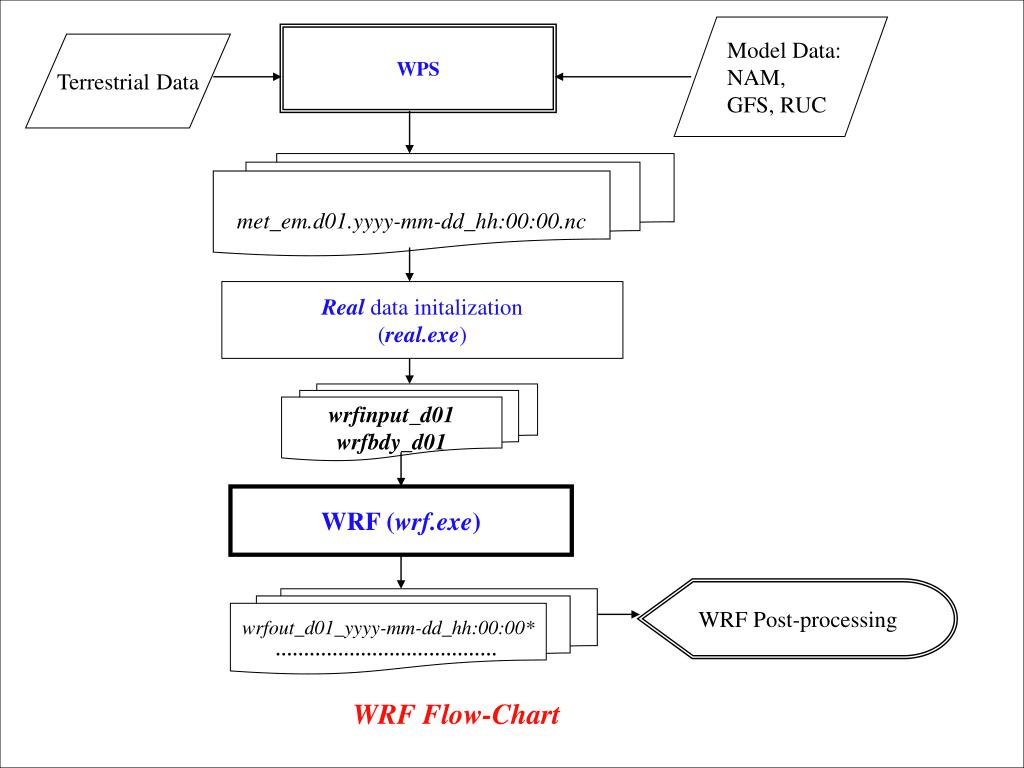 Terrestrial Data
WPS
Model Data:
NAM,
GFS, RUC
met_em.d01.yyyy-mm-dd_hh:00:00.nc
Real data initalization
(real.exe)
wrfinput_d01
wrfbdy_d01
WRF (wrf.exe)
wrfout_d01_yyyy-mm-dd_hh:00:00*
.......................................
WRF Post-processing
WRF Flow-Chart